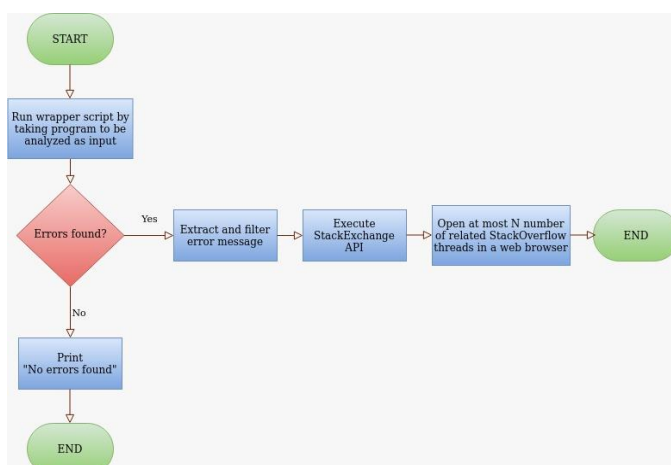 START
Run wrapper script by
taking program to be
analyzed as input
Errors found?
Yes
Extract and filter
error message
Execute
StackExchange
API
Open at most N number
of related StackOverflow
threads in a web browser
END
No
Print
"No errors found"
END